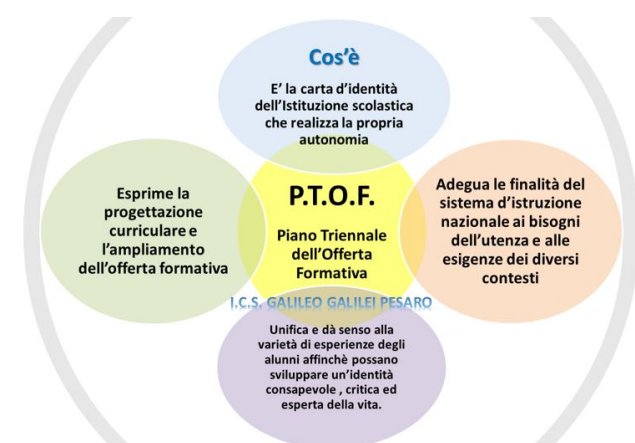 Cos'è
E' la carta d'identità
dell'Istituzione scolastica
che realizza la propria
autonomia
Esprime la
progettazione
curriculare e
l'ampliamento
dell'offerta formativa
P.T.O.F.
Piano Triennale
dell'Offerta
Formativa
Adegua le finalità del
sistema d'istruzione
nazionale ai bisogni
dell'utenza e alle
esigenze dei diversi
contesti
I.C.S. GALILEO GALILEI PESARO
Unifica e dà senso alla
varietà di esperienze degli
alunni affinchè possano
sviluppare un'identità
consapevole , critica ed
esperta della vita.